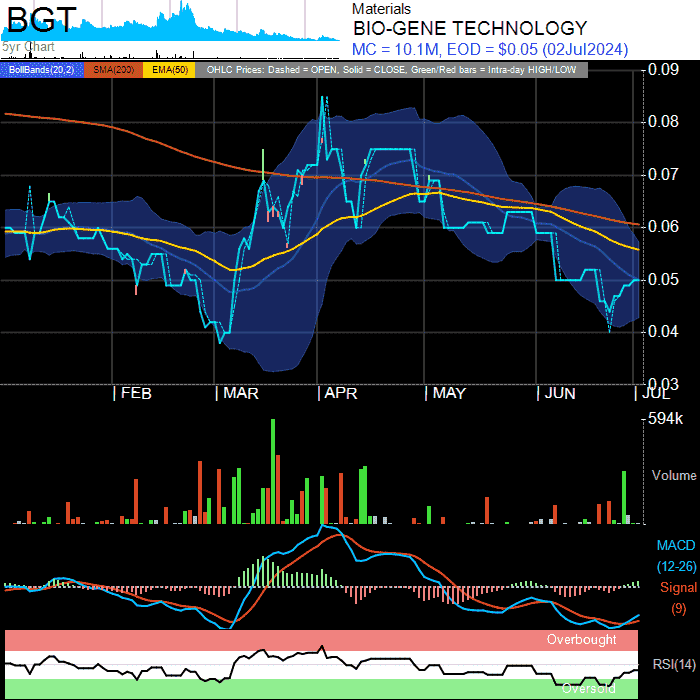 BGT
5yr Chart
Materials
BIO-GENE TECHNOLOGY
MC = 10.1M, EOD = $0.05 (02Jul2024)
BollBands(20,2) SMA(200) EMA(50) OHLC Prices: Dashed = OPEN, Solid = CLOSE, Green/Red bars = Intra-day HIGH/LOW
0.09
0.08
0.07
0.06
0.05
0.04
0.03
FEB MAR APR MAY JUN JUL
594k
Volume
MACD
(12-26)
Signal
(9)
Overbought
RSI(14)
Oversold